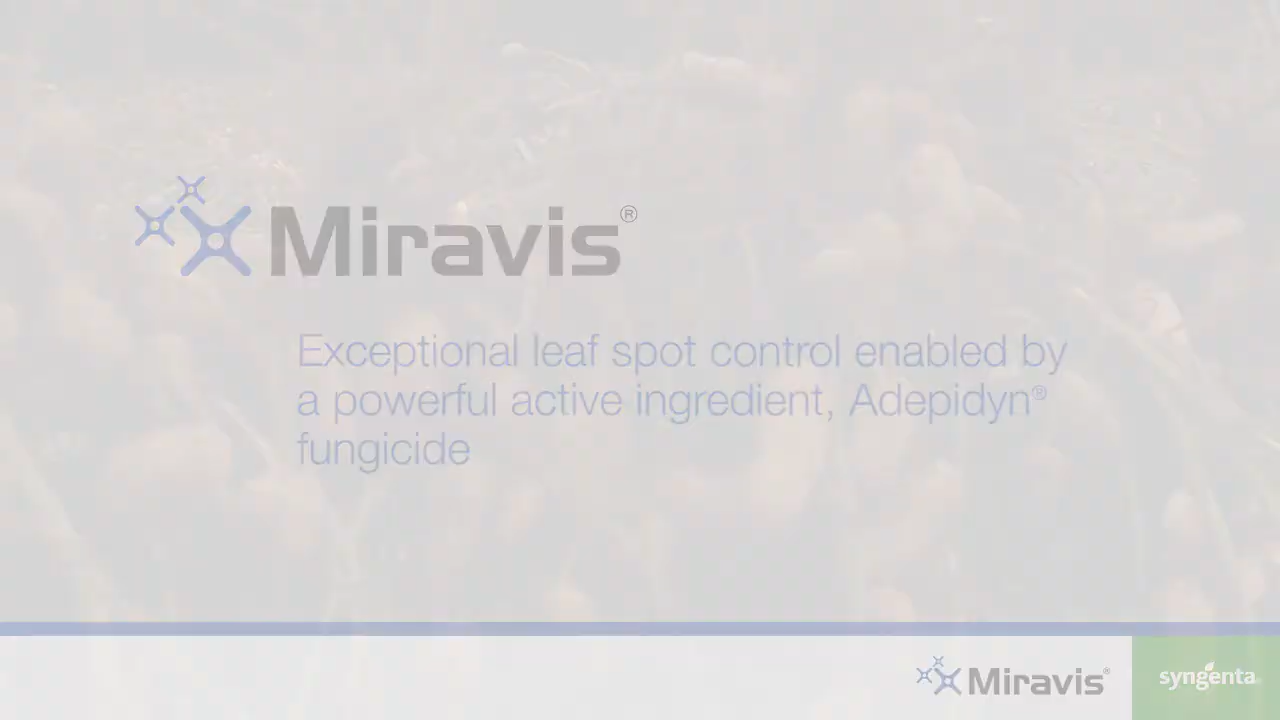 Miravis®
Exceptional leaf spot control enabled by
a powerful active ingredient, Adepidyn®
fungicide
Miravis®
syngenta